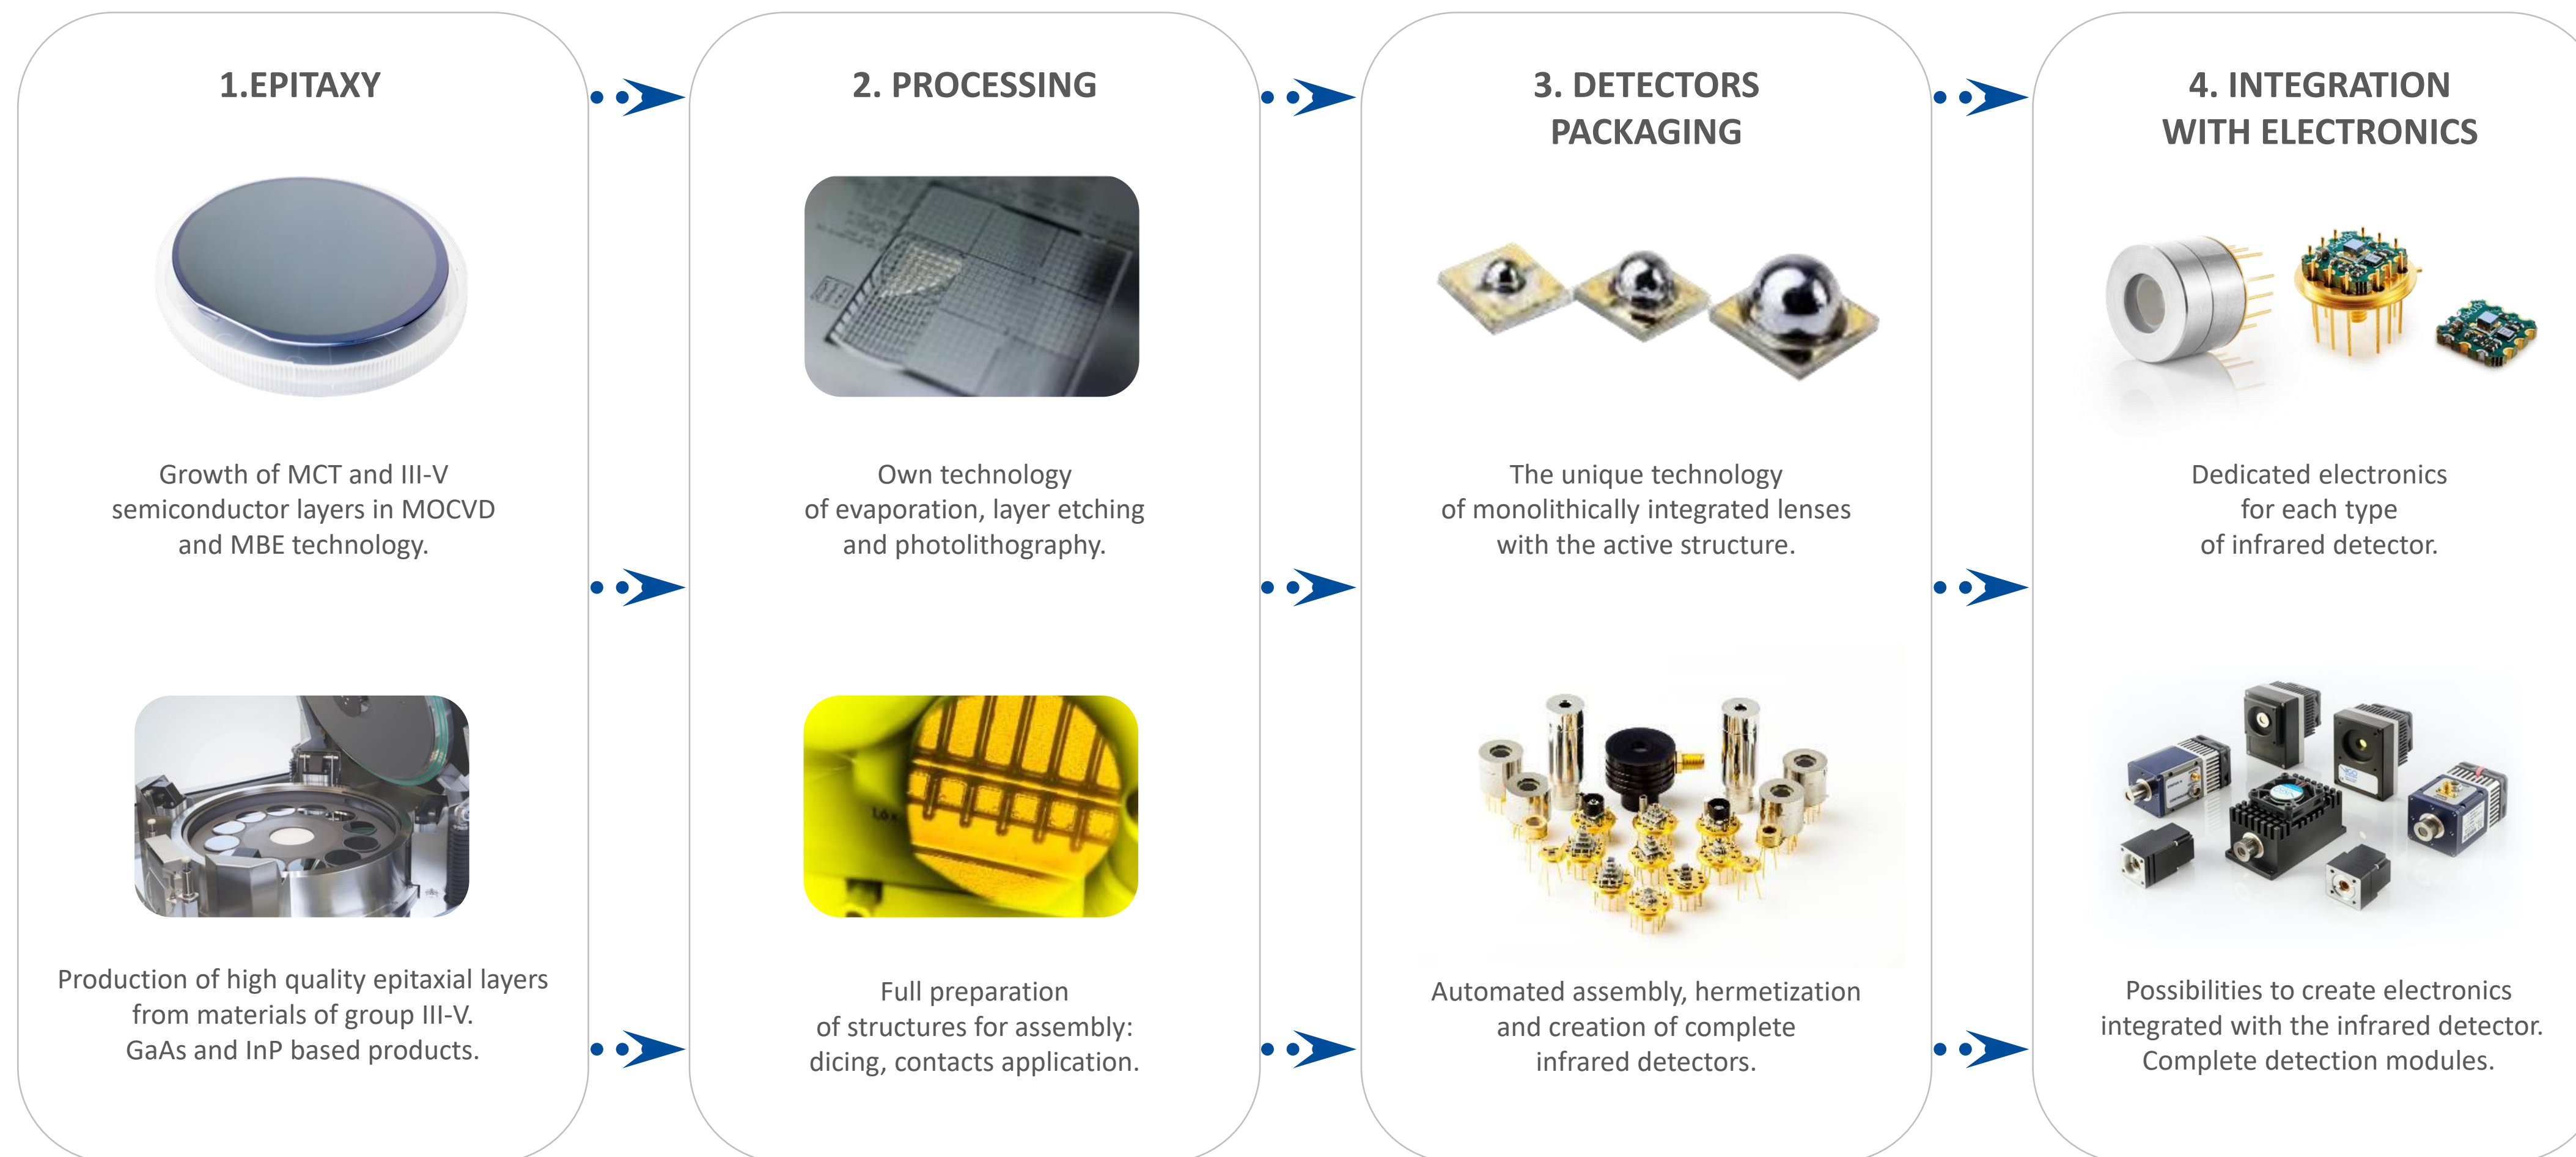 1.EPITAXY
Growth of MCT and III-V
semiconductor layers in MOCVD
and MBE technology.
Production of high quality epitaxial layers
from materials of group III-V.
GaAs and InP based products.
2. PROCESSING
Own technology
of evaporation, layer etching
and photolithography.
Full preparation
of structures for assembly:
dicing, contacts application.
3. DETECTORS
PACKAGING
The unique technology
of monolithically integrated lenses
with the active structure.
Automated assembly, hermetization
and creation of complete
infrared detectors.
4. INTEGRATION
WITH ELECTRONICS
Dedicated electronics
for each type
of infrared detector.
Possibilities to create electronics
integrated with the infrared detector.
Complete detection modules.